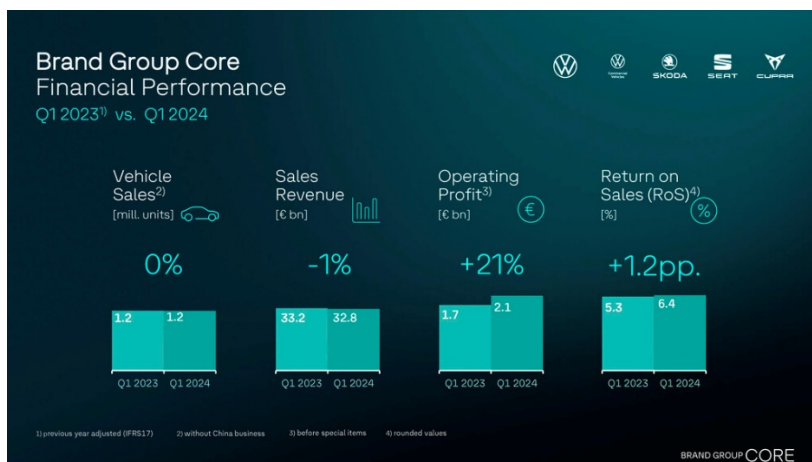 Brand Group Core
Financial Performance
Q1 2023¹⁾ vs. Q1 2024
Commercial Vehicles
SKODA
SEAT
CUPRA
Vehicle Sales²⁾
[mill. units]
0%
1.2 1.2
Q1 2023 Q1 2024
Sales Revenue
[€ bn]
-1%
33.2 32.8
Q1 2023 Q1 2024
Operating Profit³⁾
[€ bn]
€
+21%
1.7 2.1
Q1 2023 Q1 2024
Return on Sales (RoS)⁴⁾
[%]
%
+1.2pp.
5.3 6.4
Q1 2023 Q1 2024
1) previous year adjusted (IFRS17) 2) without China business 3) before special items 4) rounded values
BRAND GROUP CORE